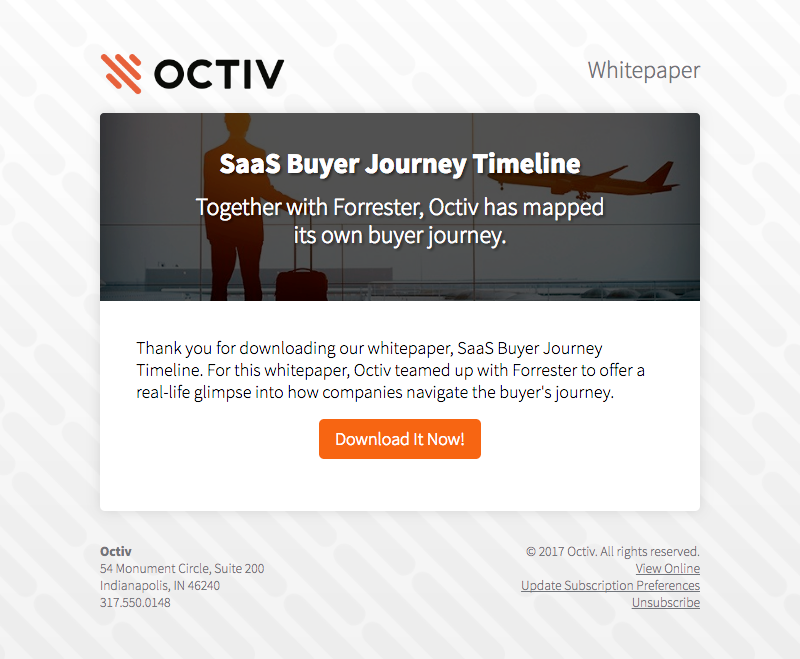 OCTIV
Whitepaper
SaaS Buyer Journey Timeline
Together with Forrester, Octiv has mapped
its own buyer journey.
Thank you for downloading our whitepaper, SaaS Buyer Journey
Timeline. For this whitepaper, Octiv teamed up with Forrester to offer a
real-life glimpse into how companies navigate the buyer's journey.
Download It Now!
Octiv
54 Monument Circle, Suite 200
Indianapolis, IN 46240
317.550.0148
© 2017 Octiv. All rights reserved.
View Online
Update Subscription Preferences
Unsubscribe